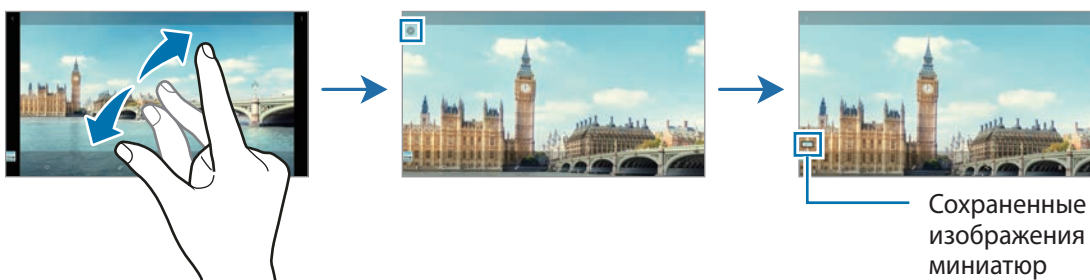 Сохраненные
изображения
миниатюр